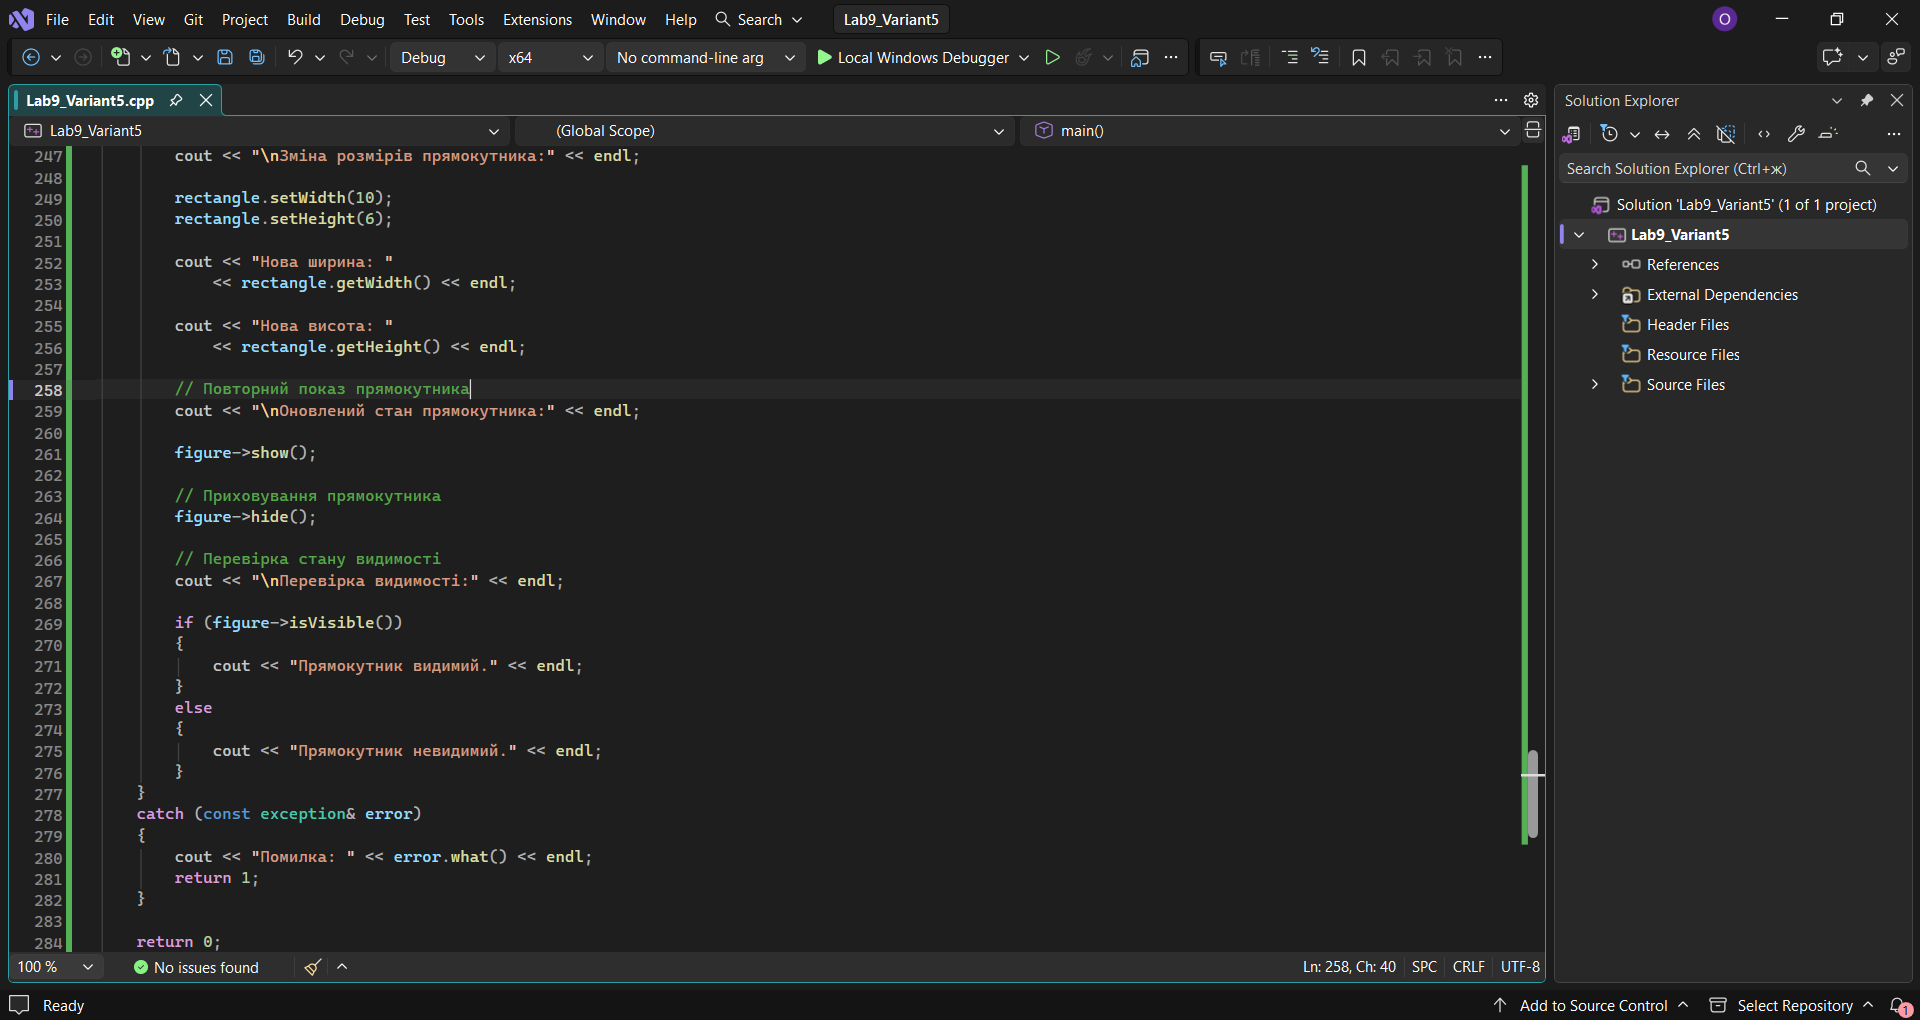 File Edit View Git Project Build Debug Test Tools Extensions Window Help Search Lab9_Variant5 O
Debug x64 No command-line arg Local Windows Debugger
Lab9_Variant5.cpp
Lab9_Variant5 (Global Scope) main()
247 cout << "\nЗміна розмірів прямокутника:" << endl;
248
249 rectangle.setWidth(10);
250 rectangle.setHeight(6);
251
252 cout << "Нова ширина: "
253 << rectangle.getWidth() << endl;
254
255 cout << "Нова висота: "
256 << rectangle.getHeight() << endl;
257
258 // Повторний показ прямокутника
259 cout << "\nОновлений стан прямокутника:" << endl;
260
261 figure->show();
262
263 // Приховування прямокутника
264 figure->hide();
265
266 // Перевірка стану видимості
267 cout << "\nПеревірка видимості:" << endl;
268
269 if (figure->isVisible())
270 {
271 cout << "Прямокутник видимий." << endl;
272 }
273 else
274 {
275 cout << "Прямокутник невидимий." << endl;
276 }
277 }
278 catch (const exception& error)
279 {
280 cout << "Помилка: " << error.what() << endl;
281 return 1;
282 }
283
284 return 0;
100 % No issues found Ln: 258, Ch: 40 SPC CRLF UTF-8
Solution Explorer
Search Solution Explorer (Ctrl+ж)
Solution 'Lab9_Variant5' (1 of 1 project)
Lab9_Variant5
References
External Dependencies
Header Files
Resource Files
Source Files
Ready Add to Source Control Select Repository 1